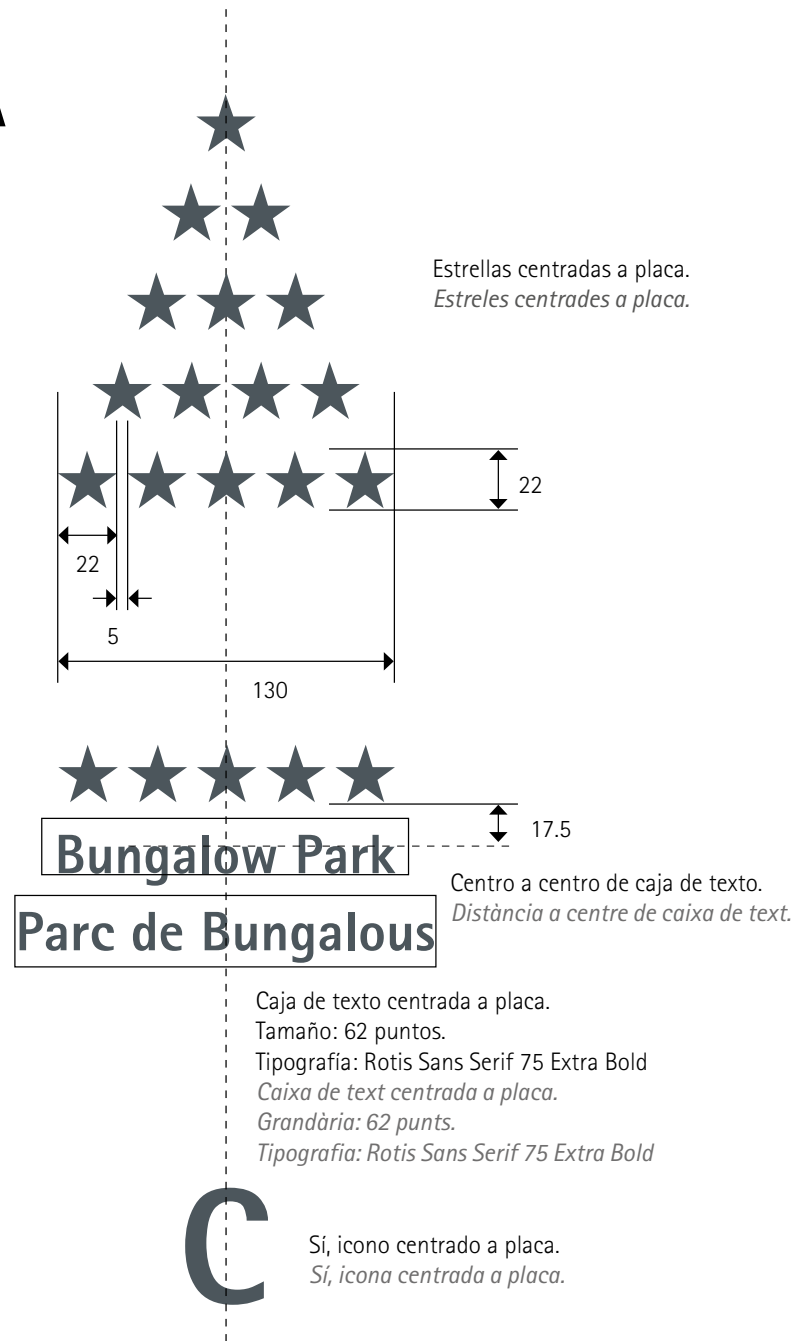 Estrellas centradas a placa.
Estreles centrades a placa.
22
22
5
130
17.5
Bungalow Park
Centro a centro de caja de texto.
Distància a centre de caixa de text.
Parc de Bungalous
Caja de texto centrada a placa.
Tamaño: 62 puntos.
Tipografía: Rotis Sans Serif 75 Extra Bold
Caixa de text centrada a placa.
Grandària: 62 punts.
Tipografia: Rotis Sans Serif 75 Extra Bold
C
Sí, icono centrado a placa.
Sí, icona centrada a placa.